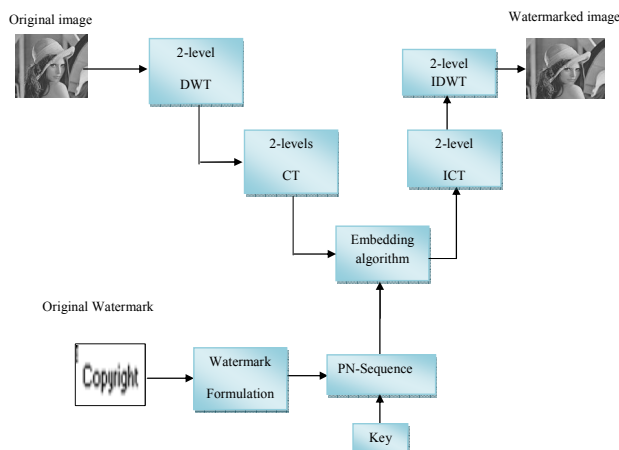 Original image
Watermarked image
2-level
DWT
2-level
IDWT
2-levels
CT
2-level
ICT
Embedding
algorithm
Original Watermark
Copyright
Watermark
Formulation
PN-Sequence
Key